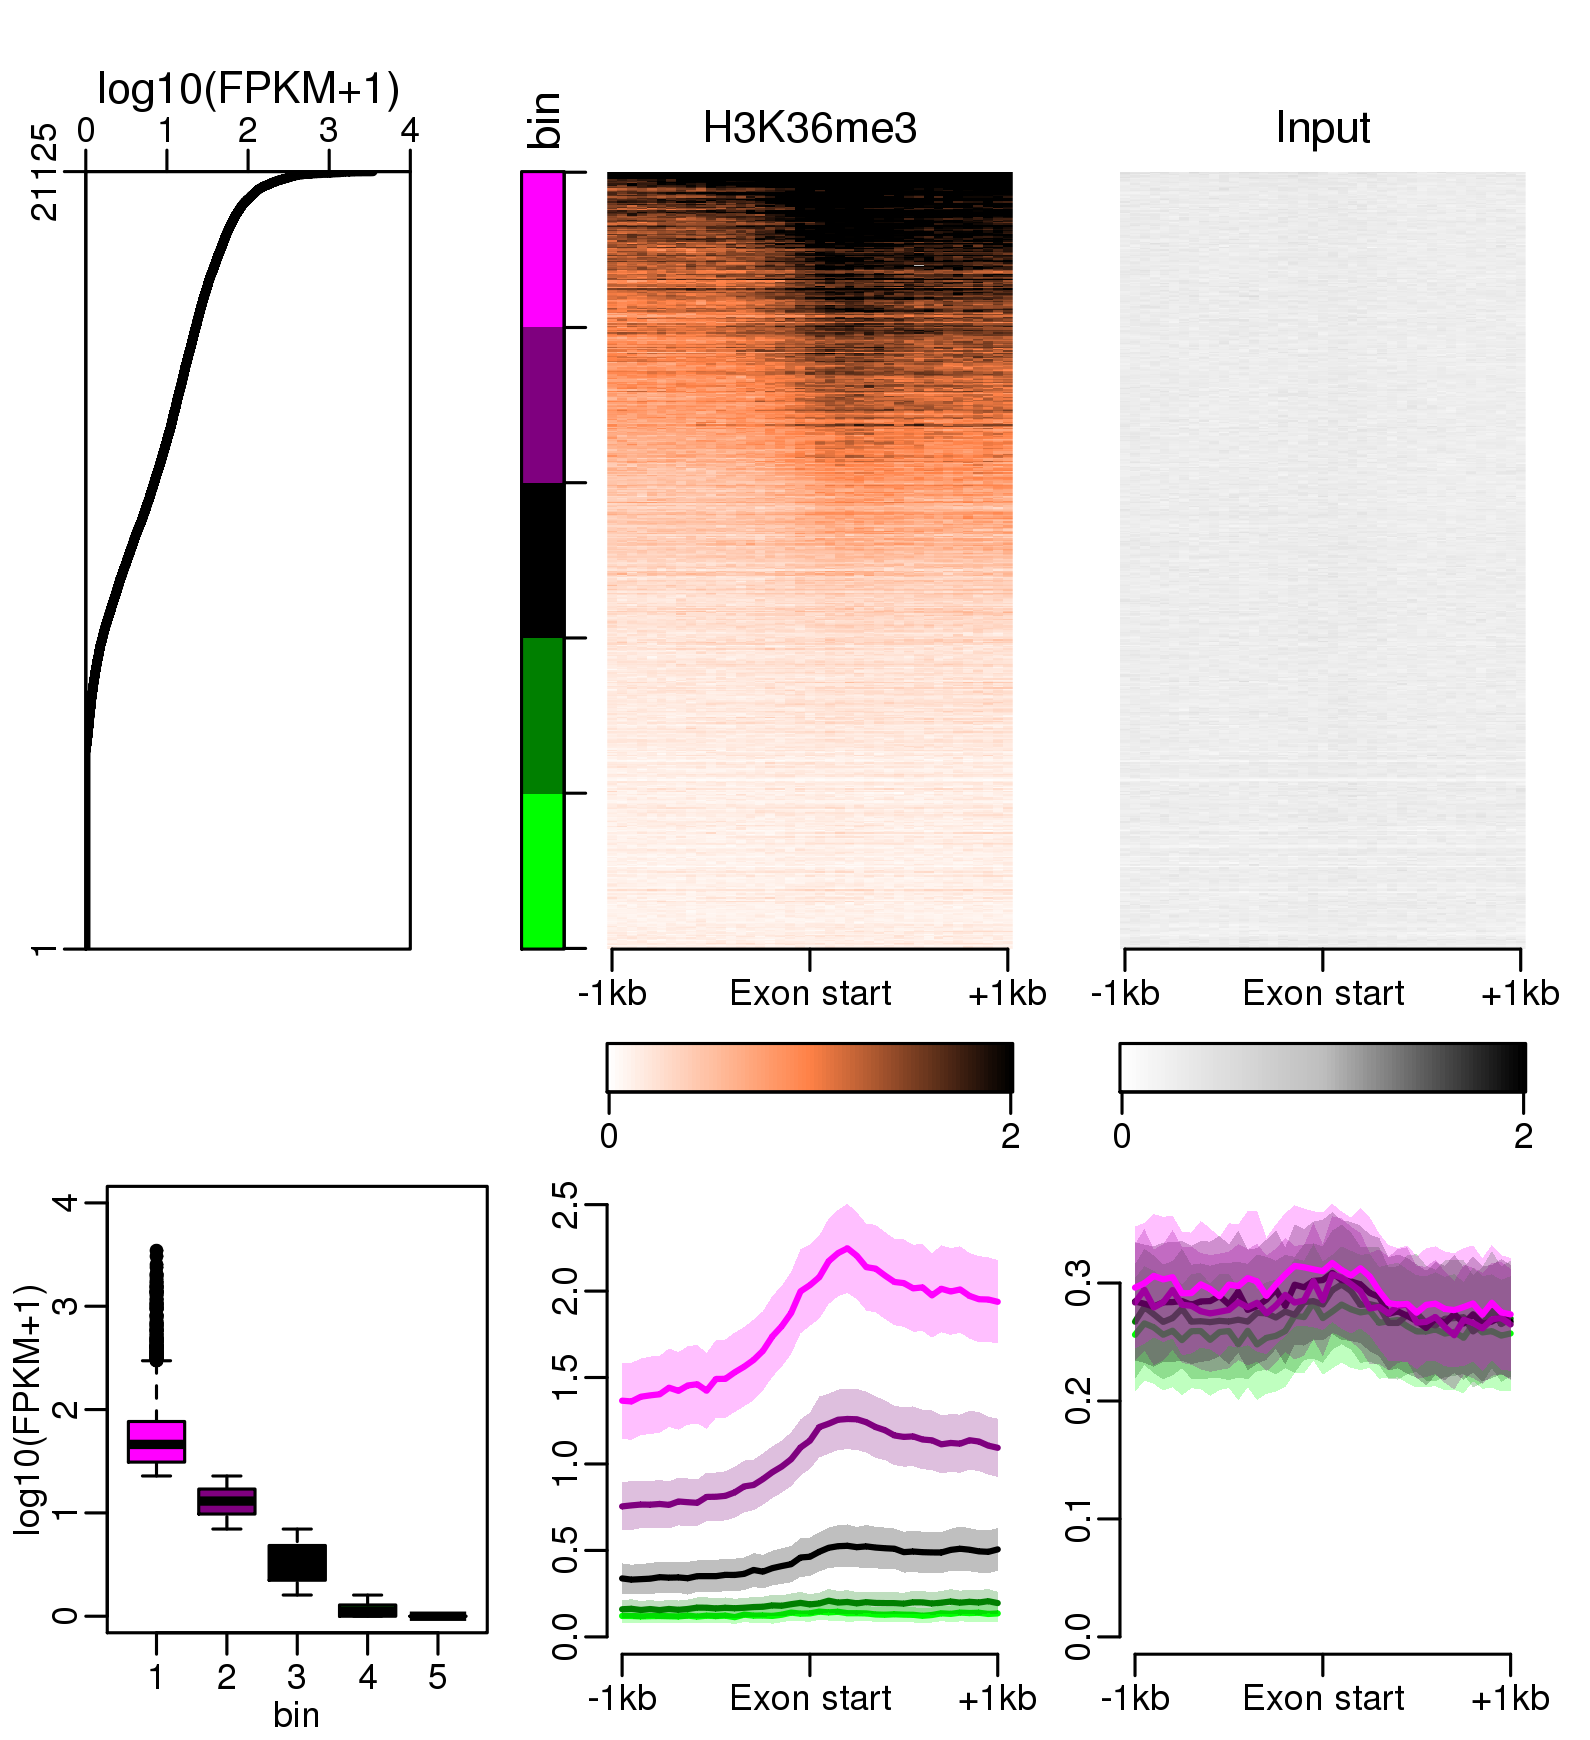 log10(FPKM+1)
0 1 2 3 4
21125
1
bin
H3K36me3
Input
-1kb Exon start +1kb
-1kb Exon start +1kb
0 2
0 2
log10(FPKM+1)
4
3
2
1
0
1 2 3 4 5
bin
2.5
2.0
1.5
1.0
0.5
0.0
-1kb Exon start +1kb
0.3
0.2
0.1
0.0
-1kb Exon start +1kb